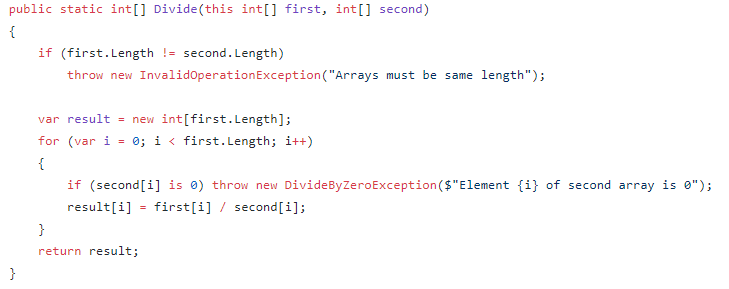 public static int[] Divide(this int[] first, int[] second)
{
    if (first.Length != second.Length)
        throw new InvalidOperationException("Arrays must be same length");

    var result = new int[first.Length];
    for (var i = 0; i < first.Length; i++)
    {
        if (second[i] is 0) throw new DivideByZeroException($"Element {i} of second array is 0");
        result[i] = first[i] / second[i];
    }
    return result;
}